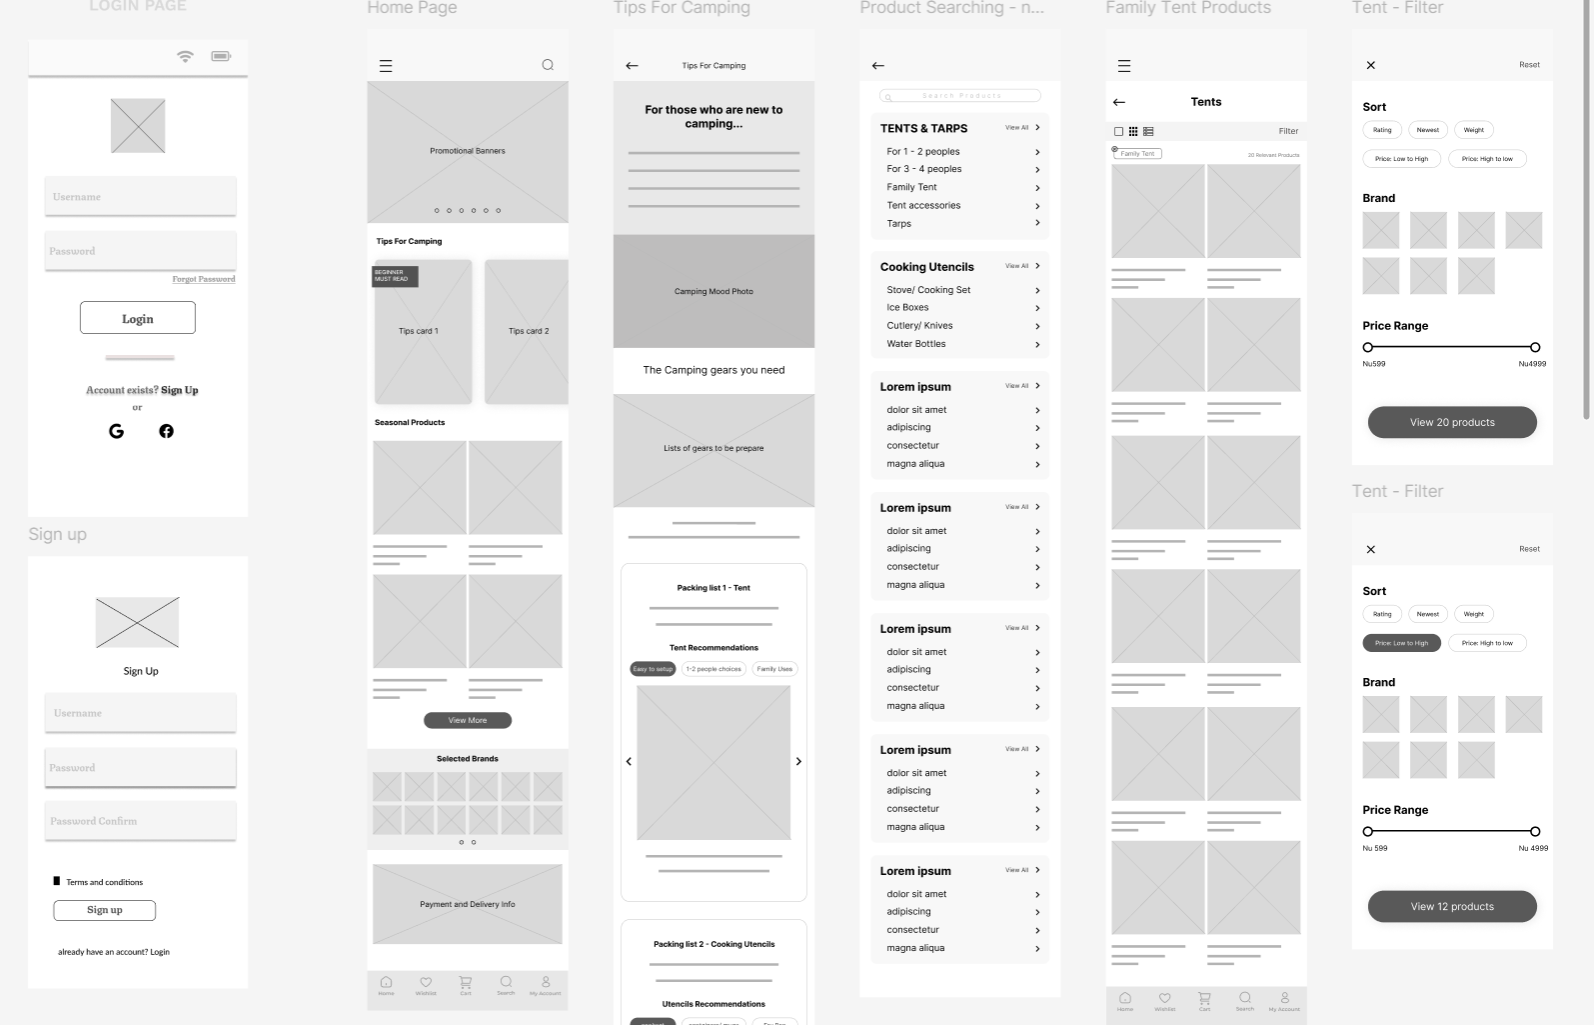 LOGIN PAGE
Username
Password
Forgot Password
Login
Account exists? Sign Up
or
Sign up
Sign Up
Username
Password
Password Confirm
Terms and conditions
Sign up
already have an account? Login
Home Page
Promotional Banners
Tips For Camping
BEGINNER
MUST READ
Tips card 1
Tips card 2
Seasonal Products
View More
Selected Brands
Payment and Delivery Info
Home
Wishlist
Cart
Search
My Account
Tips For Camping
Tips For Camping
For those who are new to
camping...
Camping Mood Photo
The Camping gears you need
Lists of gears to be prepare
Packing list 1 - Tent
Tent Recommendations
Easy to setup
1-2 people choices
Family Uses
Packing list 2 - Cooking Utencils
Utencils Recommendations
Product Searching - n...
Search Products
TENTS & TARPS
View All
For 1 - 2 peoples
For 3 - 4 peoples
Family Tent
Tent accessories
Tarps
Cooking Utencils
View All
Stove/ Cooking Set
Ice Boxes
Cutlery/ Knives
Water Bottles
Lorem ipsum
View All
dolor sit amet
adipiscing
consectetur
magna aliqua
Lorem ipsum
View All
dolor sit amet
adipiscing
consectetur
magna aliqua
Lorem ipsum
View All
dolor sit amet
adipiscing
consectetur
magna aliqua
Lorem ipsum
View All
dolor sit amet
adipiscing
consectetur
magna aliqua
Lorem ipsum
View All
dolor sit amet
adipiscing
consectetur
magna aliqua
Family Tent Products
Tents
Filter
Family Tent
20 Relevant Products
Home
Wishlist
Cart
Search
My Account
Tent - Filter
Reset
Sort
Rating
Newest
Weight
Price: Low to High
Price: High to low
Brand
Price Range
Nu599
Nu4999
View 20 products
Tent - Filter
Reset
Sort
Rating
Newest
Weight
Price: Low to High
Price: High to low
Brand
Price Range
Nu 599
Nu 4999
View 12 products